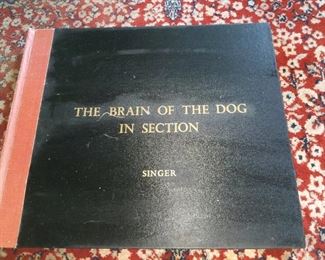 THE BRAIN OF THE DOG
IN SECTION
SINGER